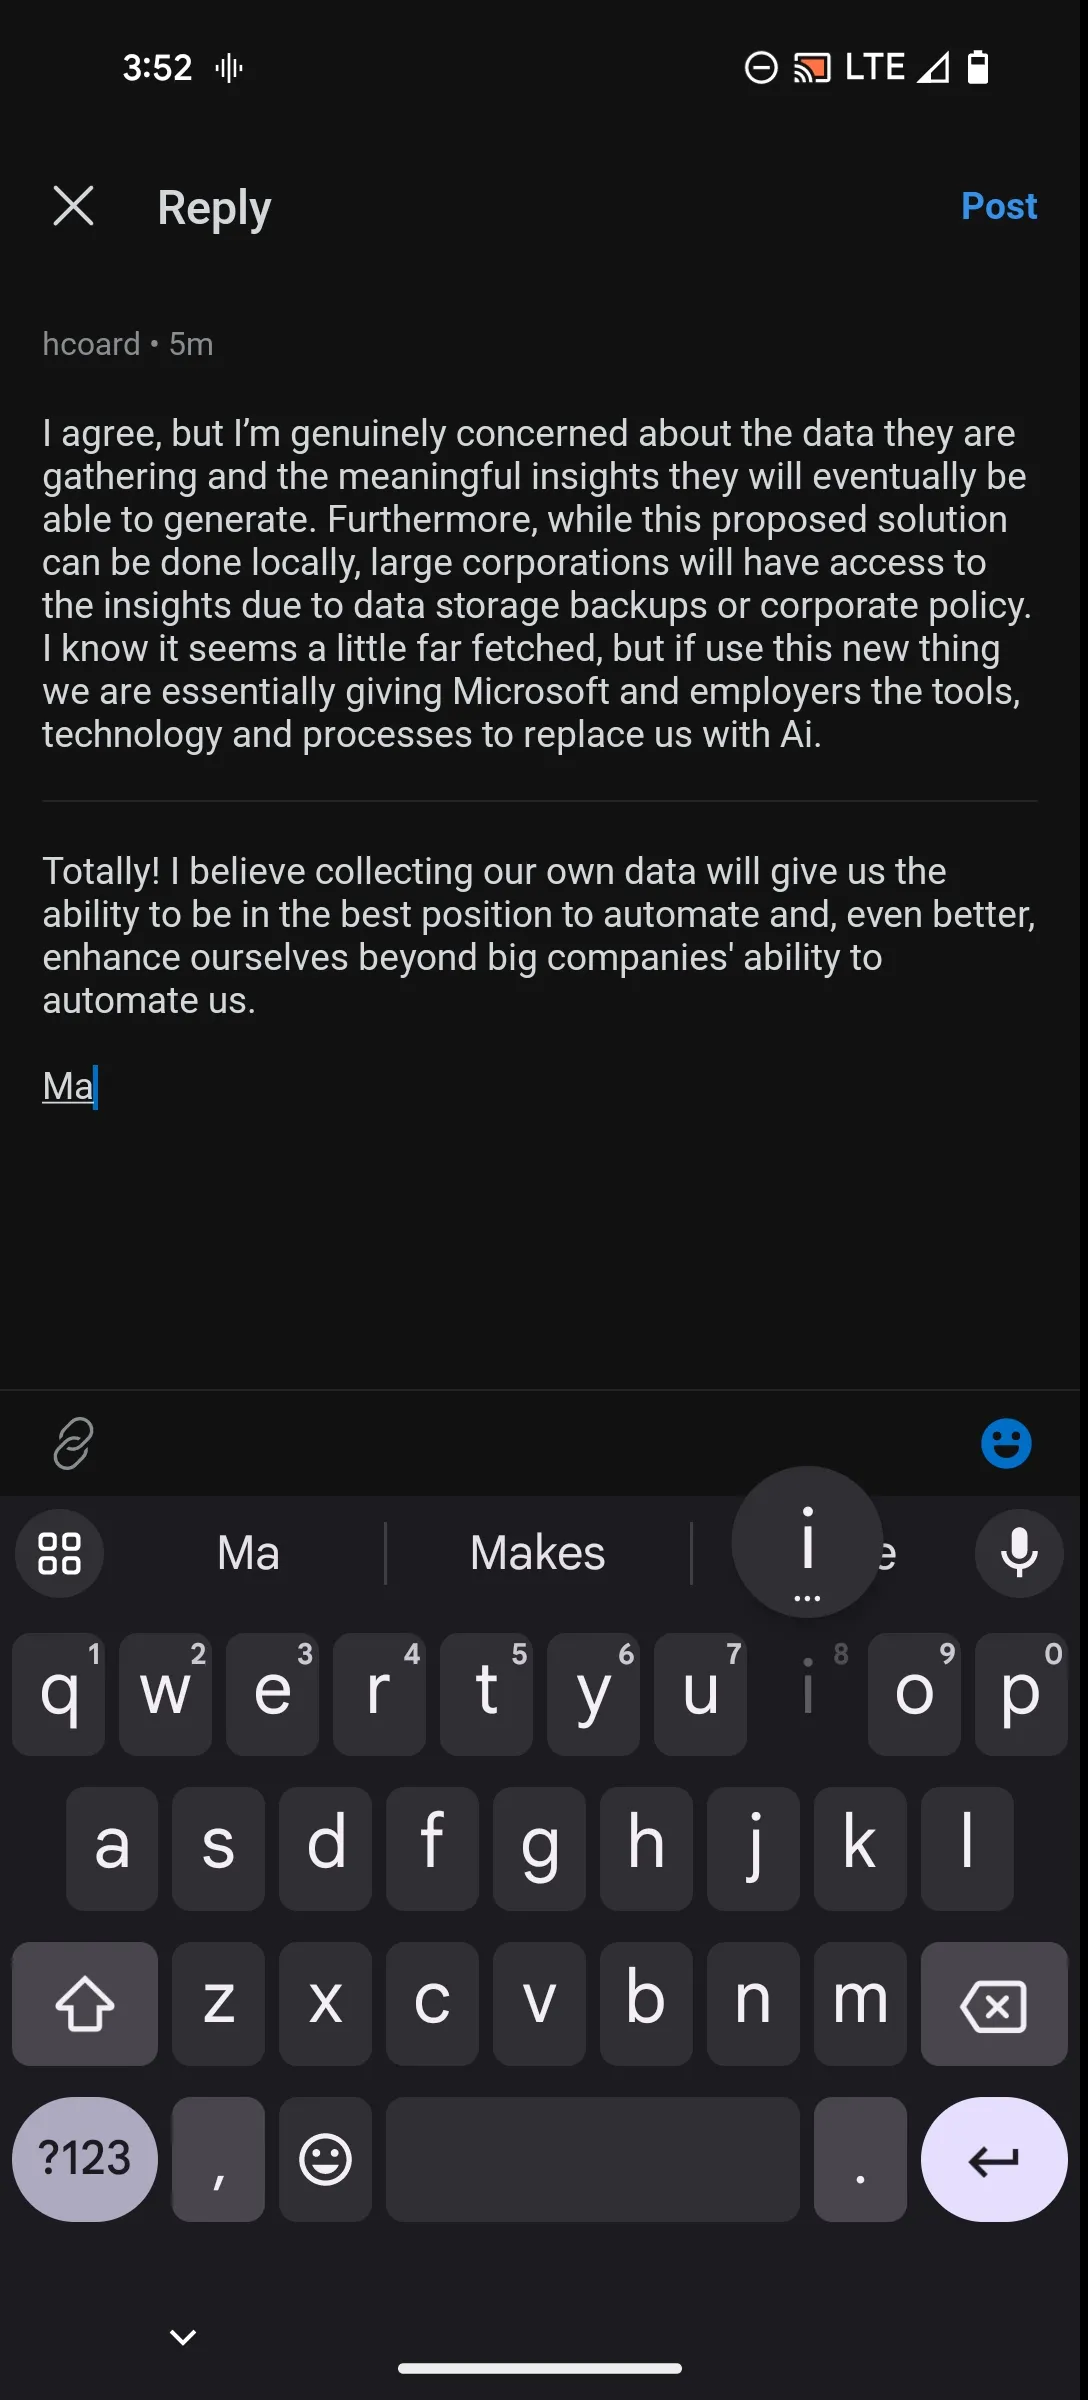 3:52 LTE
Reply Post
hcoard • 5m
I agree, but I’m genuinely concerned about the data they are
gathering and the meaningful insights they will eventually be
able to generate. Furthermore, while this proposed solution
can be done locally, large corporations will have access to
the insights due to data storage backups or corporate policy.
I know it seems a little far fetched, but if use this new thing
we are essentially giving Microsoft and employers the tools,
technology and processes to replace us with Ai.
Totally! I believe collecting our own data will give us the
ability to be in the best position to automate and, even better,
enhance ourselves beyond big companies' ability to
automate us.
Ma
Ma Makes i
...
q 1 w 2 e 3 r 4 t 5 y 6 u 7 i 8 o 9 p 0
a s d f g h j k l
z x c v b n m
?123 , .